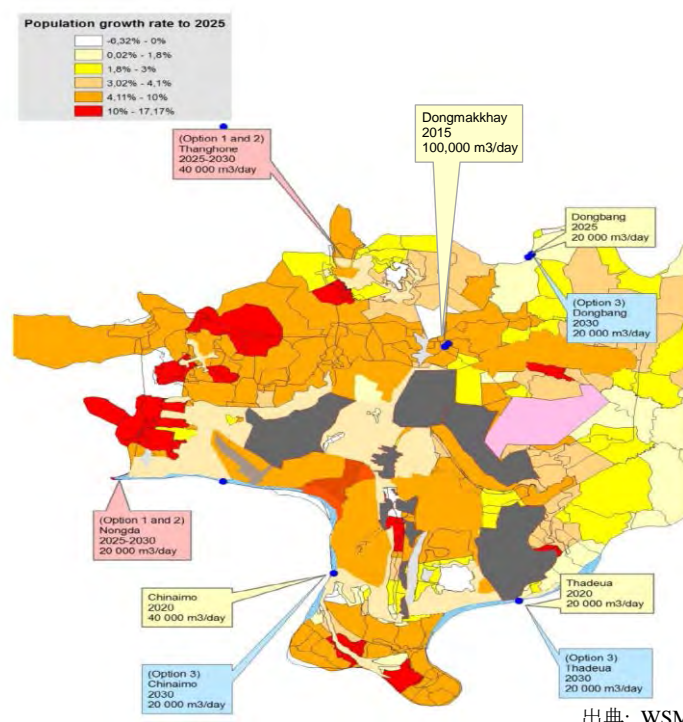 Population growth rate to 2025
-6,32% - 0%
0,02% - 1,8%
1,8% - 3%
3,02% - 4,1%
4,11% - 10%
10% - 17,17%
(Option 1 and 2)
Thanghone
2025-2030
40 000 m3/day
Dongmakkhay
2015
100,000 m3/day
Dongbang
2025
20 000 m3/day
(Option 3)
Dongbang
2030
20 000 m3/day
(Option 1 and 2)
Nongda
2025-2030
20 000 m3/day
Chinaimo
2020
40 000 m3/day
Thadeua
2020
20 000 m3/day
(Option 3)
Chinaimo
2030
20 000 m3/day
(Option 3)
Thadeua
2030
20 000 m3/day
出典: WSM